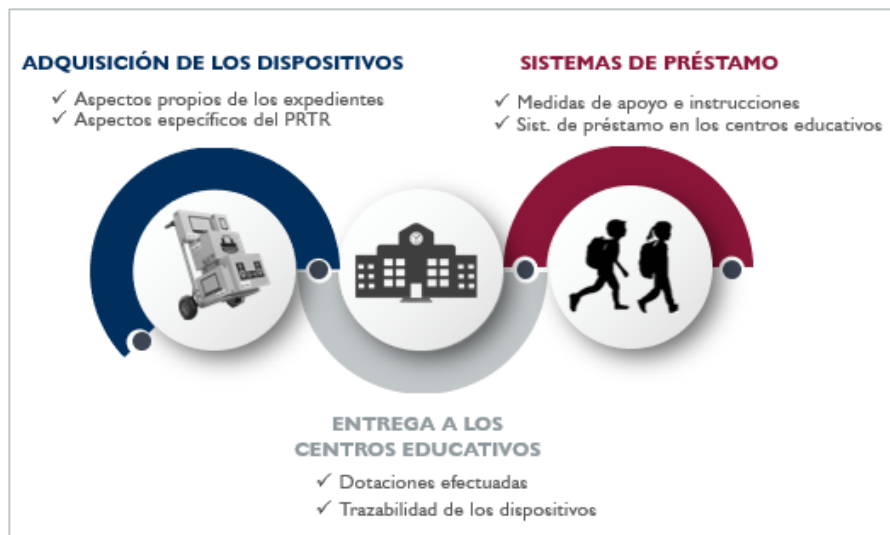 ADQUISICIÓN DE LOS DISPOSITIVOS
✓ Aspectos propios de los expedientes
✓ Aspectos específicos del PRTR
SISTEMAS DE PRÉSTAMO
✓ Medidas de apoyo e instrucciones
✓ Sist. de préstamo en los centros educativos
ENTREGA A LOS
CENTROS EDUCATIVOS
✓ Dotaciones efectuadas
✓ Trazabilidad de los dispositivos